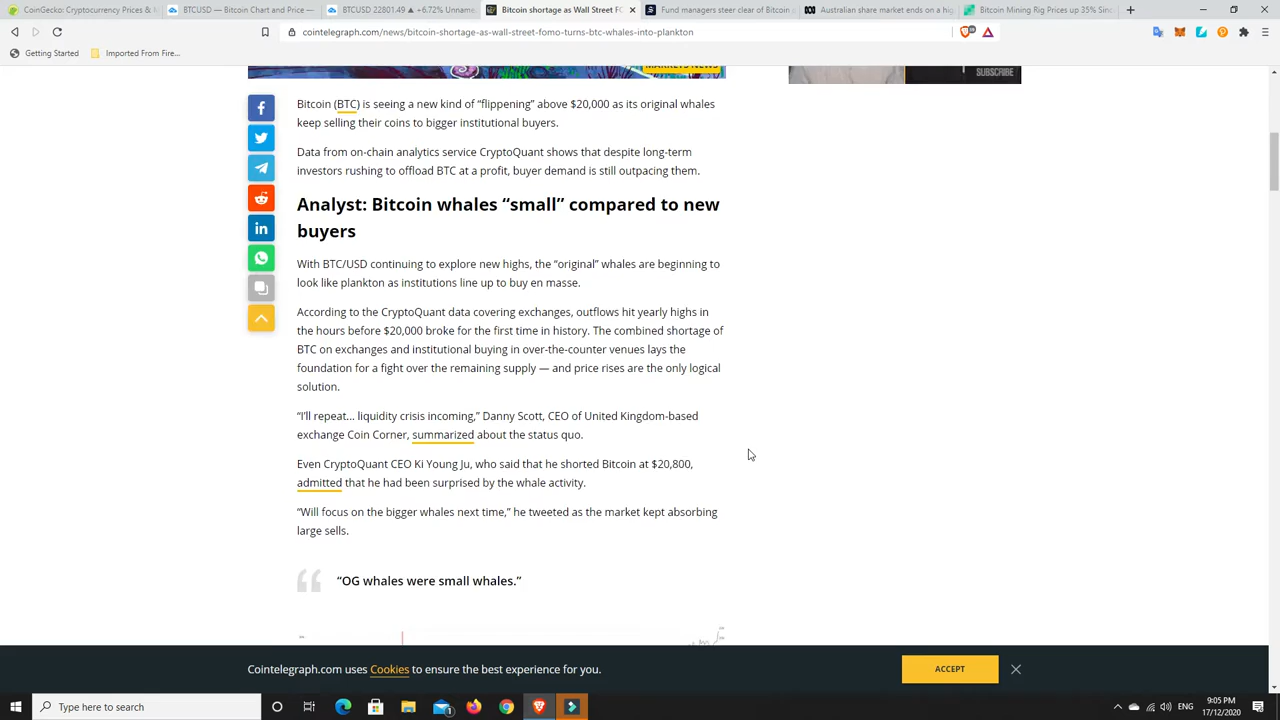 CoinGecko: Cryptocurrency Prices &
BTCUSD — Bitcoin Chart and Price —
BTCUSD 22801.49 ▲ +6.72% Unname
Bitcoin shortage as Wall Street FO
Fund managers steer clear of Bitcoin
Australian share market ends on a hig
Bitcoin Mining Rig Prices up 35% Sinc
cointelegraph.com/news/bitcoin-shortage-as-wall-street-fomo-turns-btc-whales-into-plankton
Getting Started
Imported From Fire...
MARKETS NEWS
SUBSCRIBE
Bitcoin (BTC) is seeing a new kind of “flippening” above $20,000 as its original whales
keep selling their coins to bigger institutional buyers.
Data from on-chain analytics service CryptoQuant shows that despite long-term
investors rushing to offload BTC at a profit, buyer demand is still outpacing them.
Analyst: Bitcoin whales “small” compared to new
buyers
With BTC/USD continuing to explore new highs, the “original” whales are beginning to
look like plankton as institutions line up to buy en masse.
According to the CryptoQuant data covering exchanges, outflows hit yearly highs in
the hours before $20,000 broke for the first time in history. The combined shortage of
BTC on exchanges and institutional buying in over-the-counter venues lays the
foundation for a fight over the remaining supply — and price rises are the only logical
solution.
“I’ll repeat... liquidity crisis incoming,” Danny Scott, CEO of United Kingdom-based
exchange Coin Corner, summarized about the status quo.
Even CryptoQuant CEO Ki Young Ju, who said that he shorted Bitcoin at $20,800,
admitted that he had been surprised by the whale activity.
“Will focus on the bigger whales next time,” he tweeted as the market kept absorbing
large sells.
“OG whales were small whales.”
Cointelegraph.com uses Cookies to ensure the best experience for you.
ACCEPT
Type here to search
ENG
9:05 PM
17/12/2020